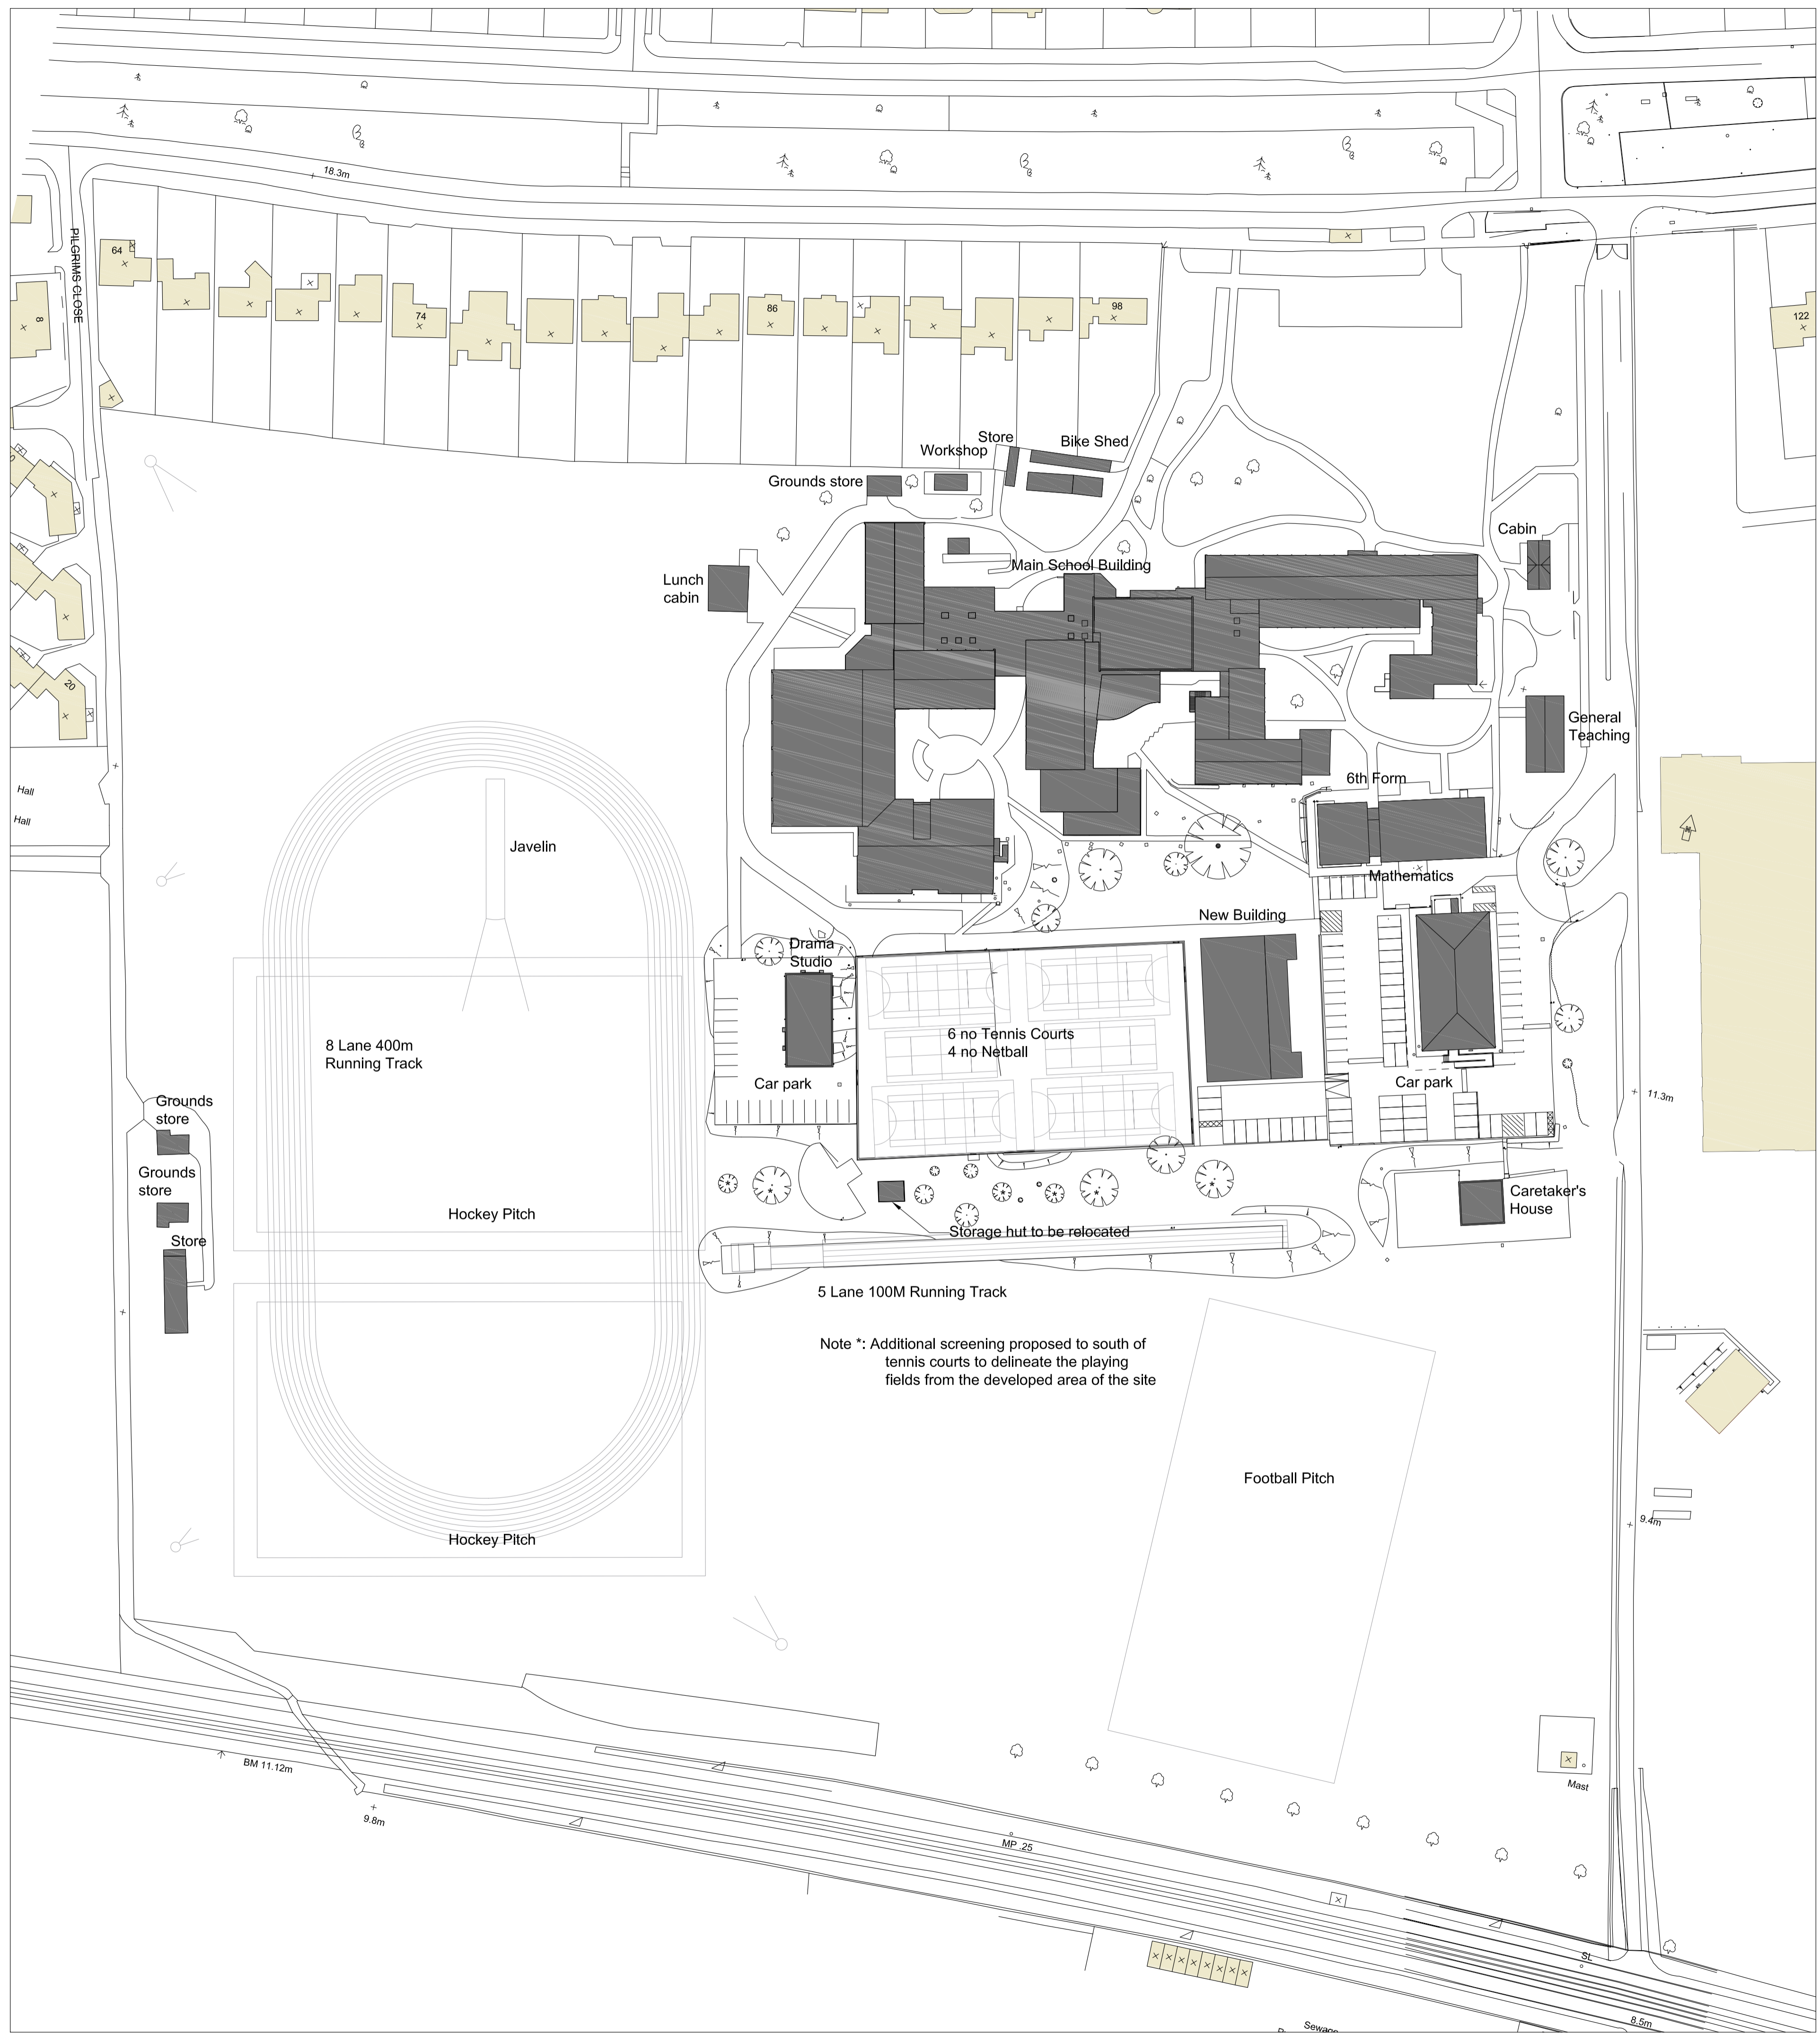 18.3m
PILGRIMS CLOSE
64
8
74
86
98
122
Store
Bike Shed
Workshop
Grounds store
Cabin
Main School Building
Lunch
cabin
20
General
Teaching
6th Form
Hall
Hall
Javelin
Mathematics
New Building
Drama
Studio
8 Lane 400m
Running Track
6 no Tennis Courts
4 no Netball
Car park
Car park
11.3m
Grounds
store
Grounds
store
Caretaker's
House
Hockey Pitch
Storage hut to be relocated
Store
5 Lane 100M Running Track
Note *: Additional screening proposed to south of
tennis courts to delineate the playing
fields from the developed area of the site
Football Pitch
9.4m
Hockey Pitch
BM 11.12m
Mast
9.8m
MP .25
SL
8.5m